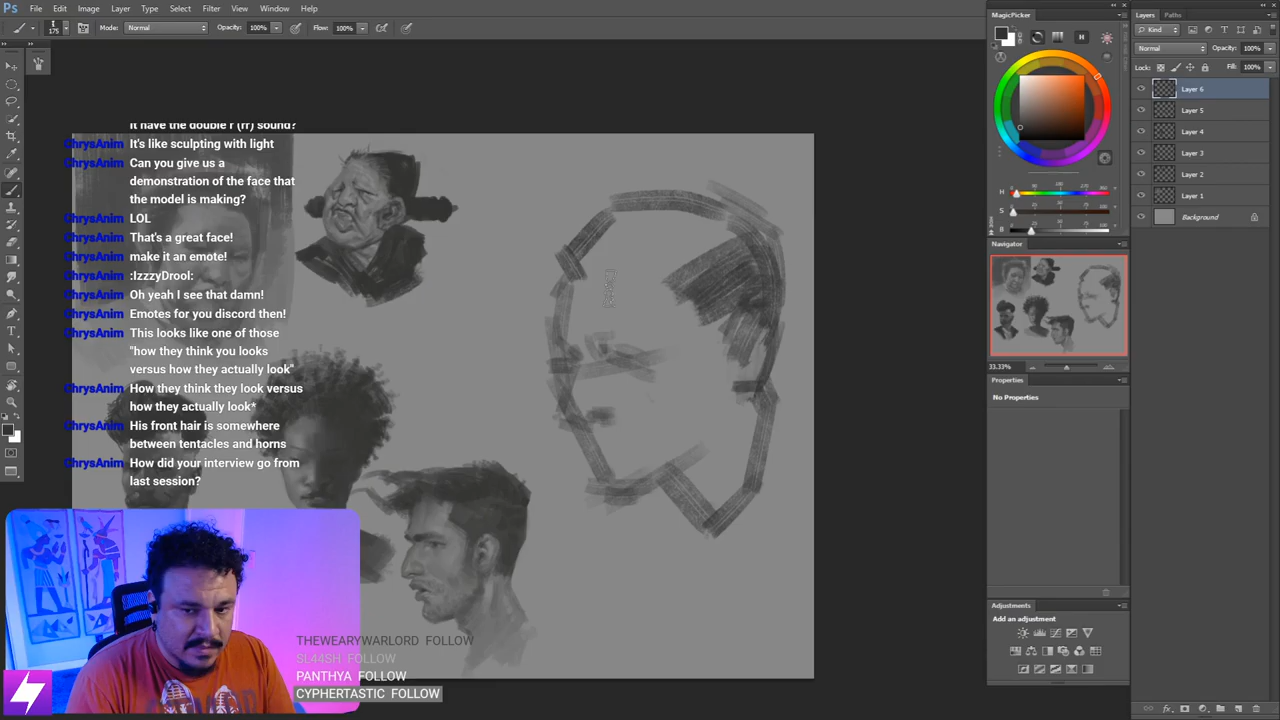 Ps File Edit Image Layer Type Select Filter 3D View Window Help
175 Mode: Normal Opacity: 100% Flow: 100%
it have the double r (rr) sound?
ChrysAnim It's like sculpting with light
ChrysAnim Can you give us a
demonstration of the face that
the model is making?
ChrysAnim LOL
ChrysAnim That's a great face!
ChrysAnim make it an emote!
ChrysAnim :IzzzyDrool:
ChrysAnim Oh yeah I see that damn!
ChrysAnim Emotes for you discord then!
ChrysAnim This looks like one of those
"how they think you looks
versus how they actually look"
ChrysAnim How they think they look versus
how they actually look*
ChrysAnim His front hair is somewhere
between tentacles and horns
ChrysAnim How did your interview go from
last session?
THEWEARYWARLORD FOLLOW
SL44SH FOLLOW
PANTHYA FOLLOW
CYPHERTASTIC FOLLOW
MagicPicker
H
H
S
B
Navigator
33.33%
Properties
No Properties
Adjustments
Add an adjustment
Layers Paths
Kind
Normal Opacity: 100%
Lock: Fill: 100%
Layer 6
Layer 5
Layer 4
Layer 3
Layer 2
Layer 1
Background
fx